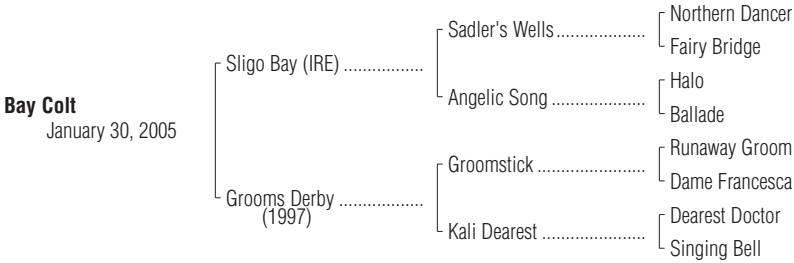 Northern Dancer
Sadler's Wells....................
Fairy Bridge
Sligo Bay (IRE) .................
Halo
Angelic Song .....................
Ballade
Bay Colt
January 30, 2005
Runaway Groom
Groomstick ........................
Dame Francesca
Grooms Derby ..................
(1997)
Dearest Doctor
Kali Dearest .......................
Singing Bell